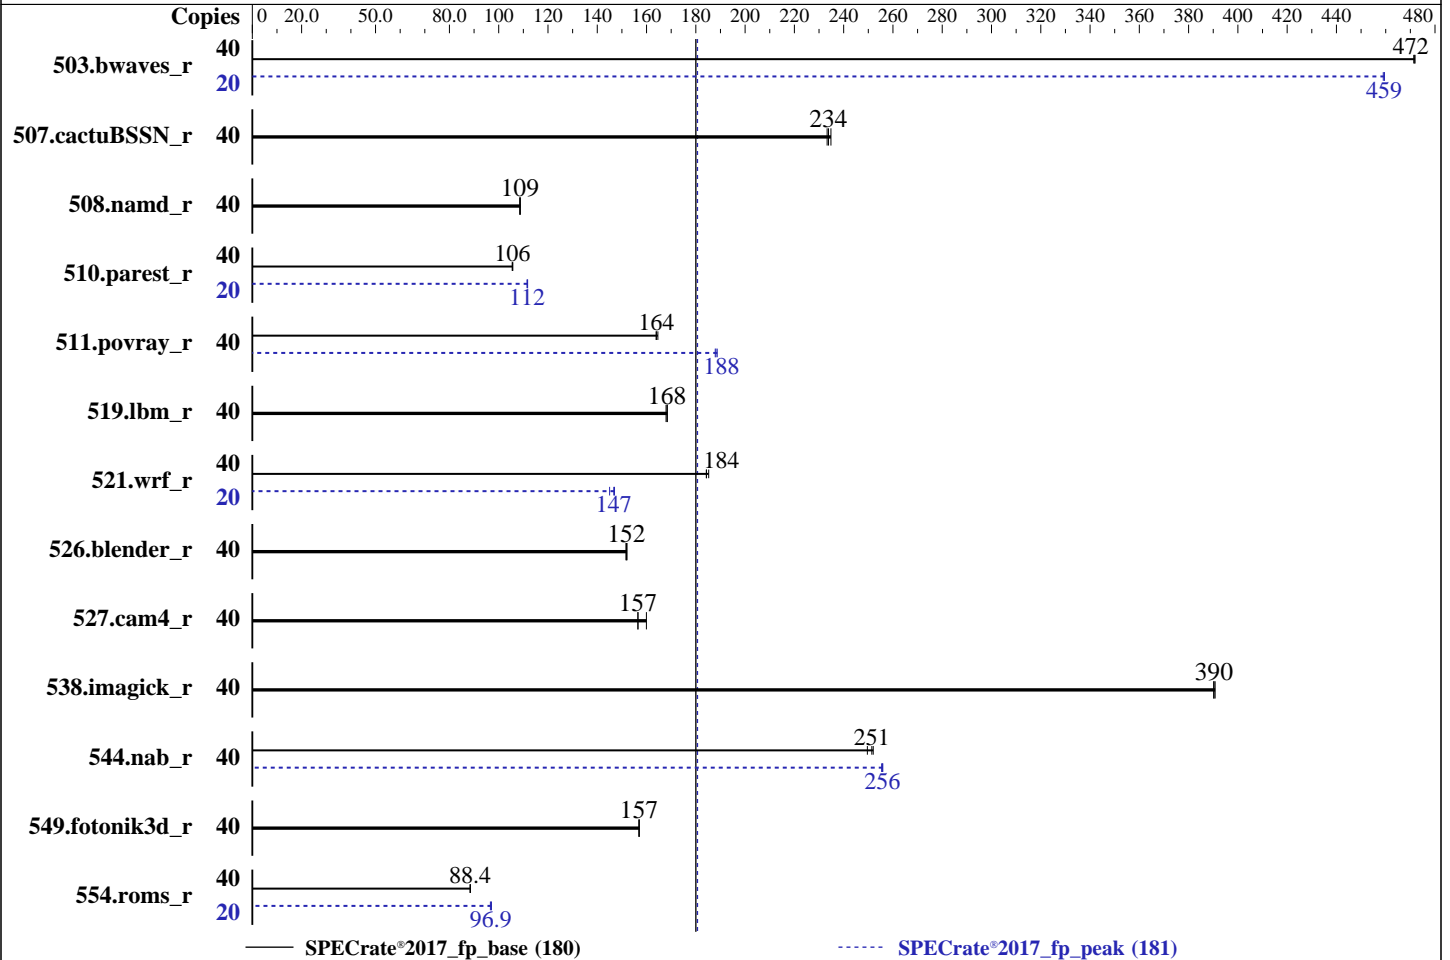 Copies 0 20.0 50.0 80.0 100 120 140 160 180 200 220 240 260 280 300 320 340 360 380 400 420 440 480
503.bwaves_r 40 472
20 459
507.cactuBSSN_r 40 234
508.namd_r 40 109
510.parest_r 40 106
20 112
511.povray_r 40 164
188
519.lbm_r 40 168
521.wrf_r 40 184
20 147
526.blender_r 40 152
527.cam4_r 40 157
538.imagick_r 40 390
544.nab_r 40 251
256
549.fotonik3d_r 40 157
554.roms_r 40 88.4
20 96.9
SPECrate®2017_fp_base (180) SPECrate®2017_fp_peak (181)